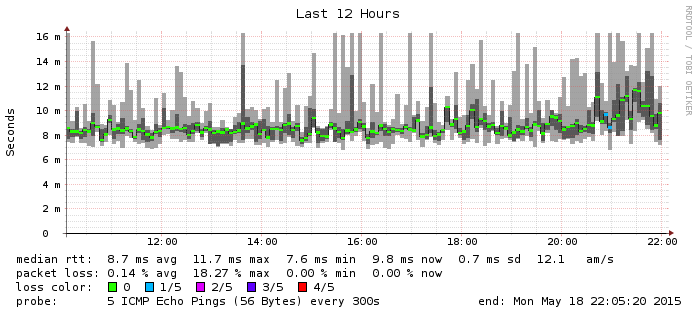 Last 12 Hours
RRDTOOL / TOBI OETIKER
Seconds
16 m
14 m
12 m
10 m
8 m
6 m
4 m
2 m
0
12:00 14:00 16:00 18:00 20:00 22:00
median rtt: 8.7 ms avg 11.7 ms max 7.6 ms min 9.8 ms now 0.7 ms sd 12.1 am/s
packet loss: 0.14 % avg 18.27 % max 0.00 % min 0.00 % now
loss color: 0 1/5 2/5 3/5 4/5
probe: 5 ICMP Echo Pings (56 Bytes) every 300s end: Mon May 18 22:05:20 2015